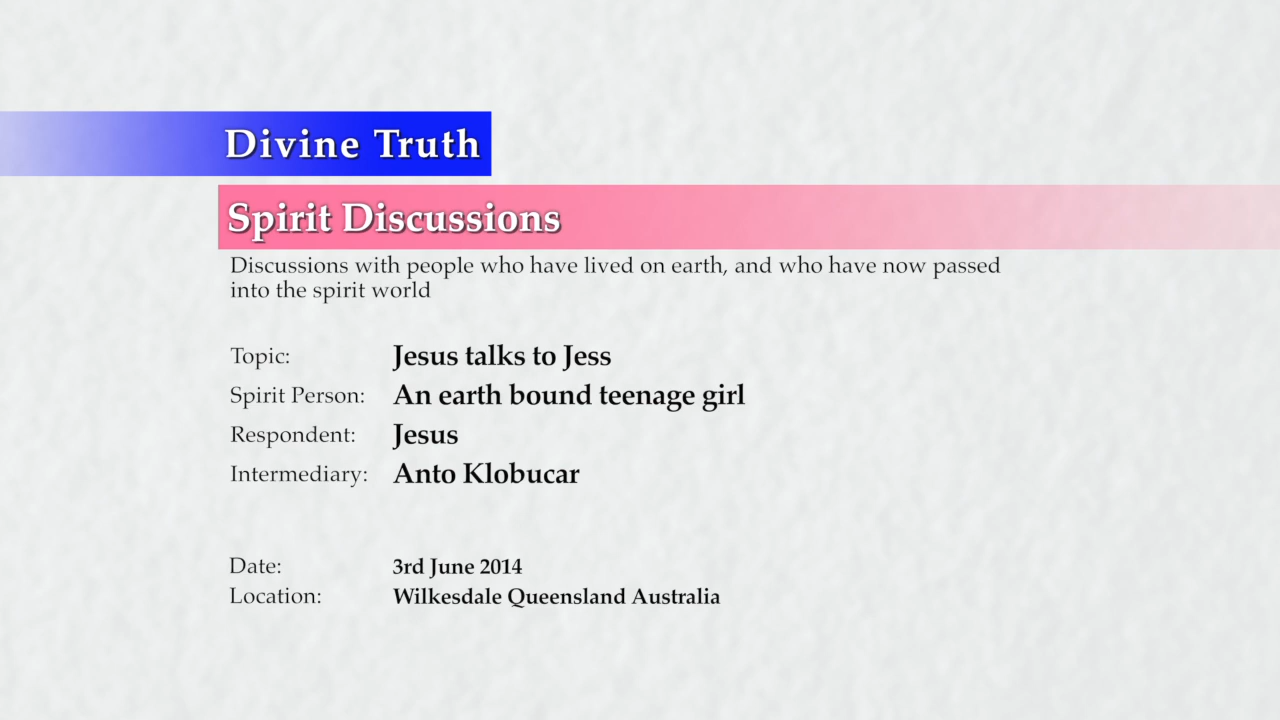 Divine Truth
Spirit Discussions
Discussions with people who have lived on earth, and who have now passed
into the spirit world
Topic: Jesus talks to Jess
Spirit Person: An earth bound teenage girl
Respondent: Jesus
Intermediary: Anto Klobucar
Date: 3rd June 2014
Location: Wilkesdale Queensland Australia